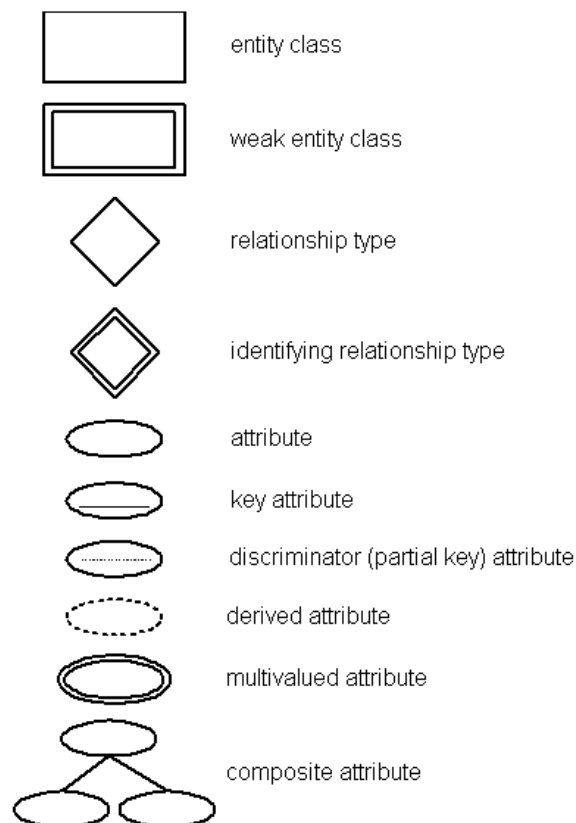 entity class
weak entity class
relationship type
identifying relationship type
attribute
key attribute
discriminator (partial key) attribute
derived attribute
multivalued attribute
composite attribute